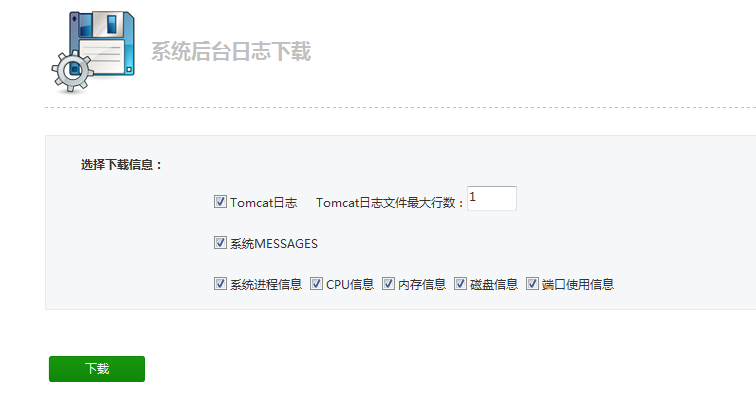 系统后台日志下载
选择下载信息：
Tomcat日志 Tomcat日志文件最大行数：1
系统MESSAGES
系统进程信息 CPU信息 内存信息 磁盘信息 端口使用信息
下载